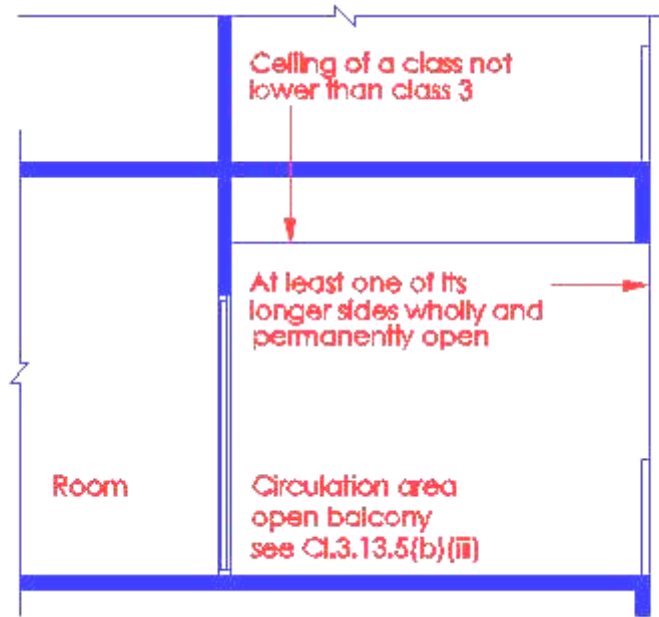 Ceiling of a class not
lower than class 3
At least one of its
longer sides wholly and
permanently open
Room
Circulation area
open balcony
see Cl.3.13.5(b)(iii)